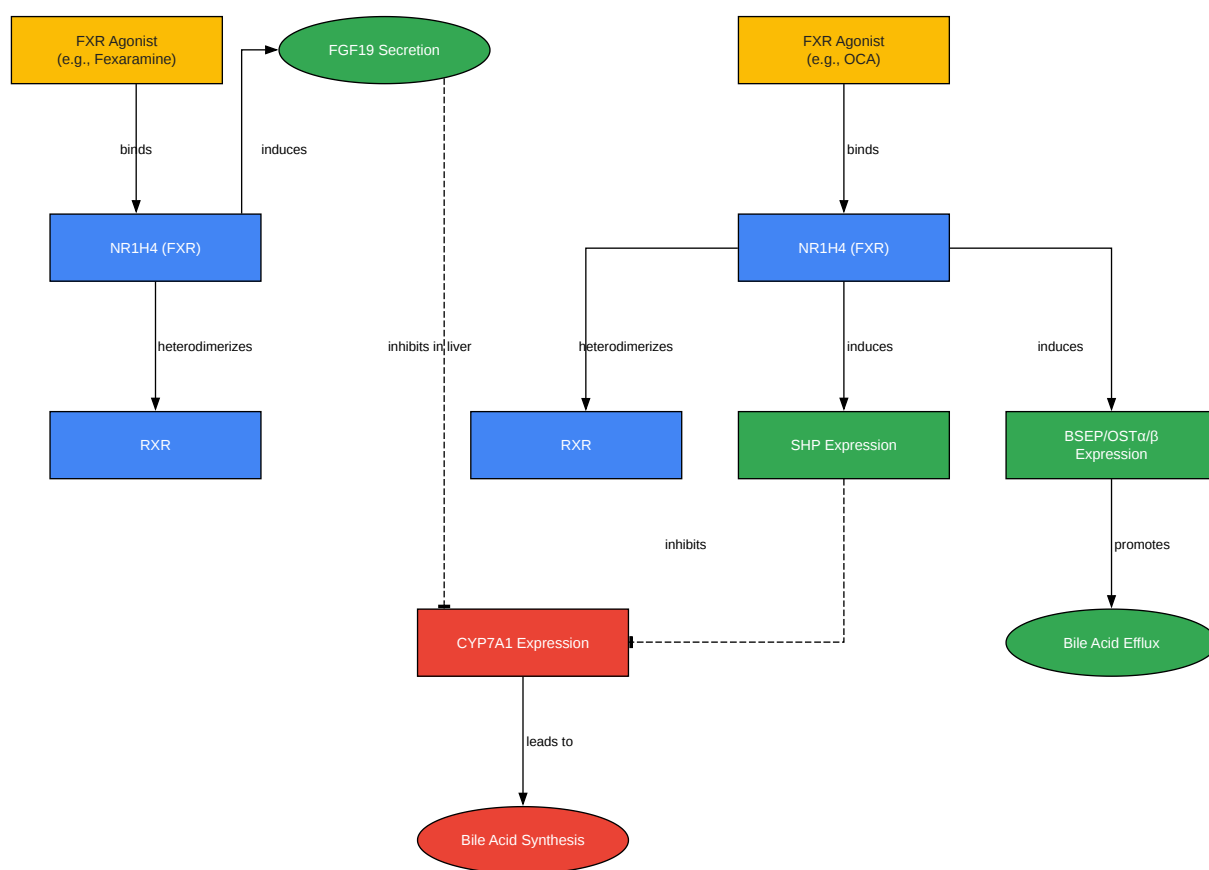 FXR Agonist
(e.g., Fexaramine)
FGF19 Secretion
FXR Agonist
(e.g., OCA)
binds
induces
binds
NR1H4 (FXR)
NR1H4 (FXR)
heterodimerizes
inhibits in liver
heterodimerizes
induces
induces
RXR
RXR
SHP Expression
BSEP/OSTα/β
Expression
inhibits
promotes
CYP7A1 Expression
Bile Acid Efflux
leads to
Bile Acid Synthesis